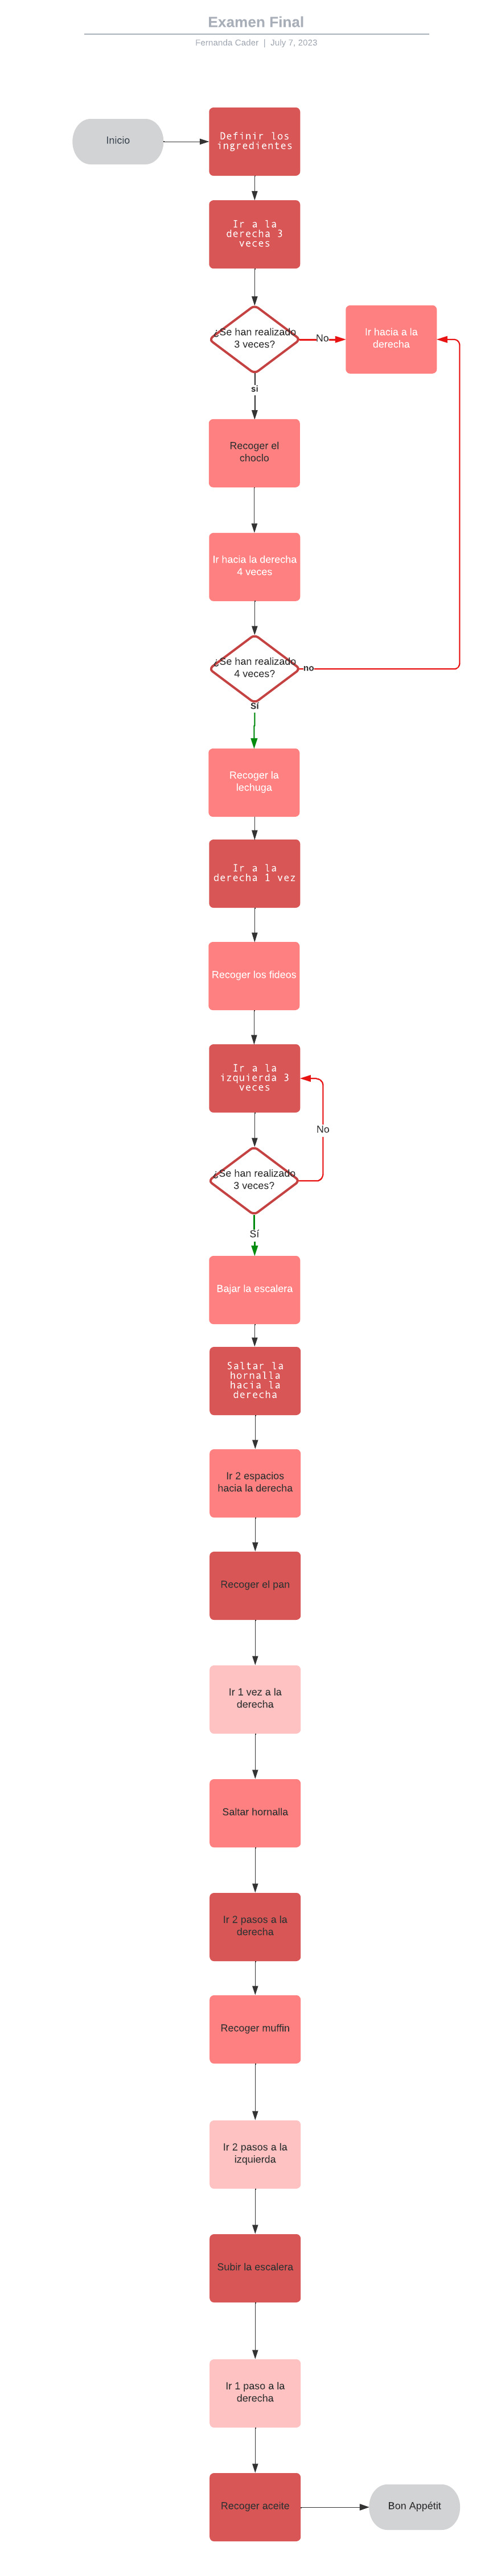 Examen Final
Fernanda Cader | July 7, 2023
Inicio
Definir los
ingredientes
Ir a la
derecha 3
veces
¿Se han realizado
3 veces?
No
Ir hacia a la
derecha
si
Recoger el
choclo
Ir hacia la derecha
4 veces
¿Se han realizado
4 veces?
no
Sí
Recoger la
lechuga
Ir a la
derecha 1 vez
Recoger los fideos
Ir a la
izquierda 3
veces
No
¿Se han realizado
3 veces?
Sí
Bajar la escalera
Saltar la
hornalla
hacia la
derecha
Ir 2 espacios
hacia la derecha
Recoger el pan
Ir 1 vez a la
derecha
Saltar hornalla
Ir 2 pasos a la
derecha
Recoger muffin
Ir 2 pasos a la
izquierda
Subir la escalera
Ir 1 paso a la
derecha
Recoger aceite
Bon Appétit